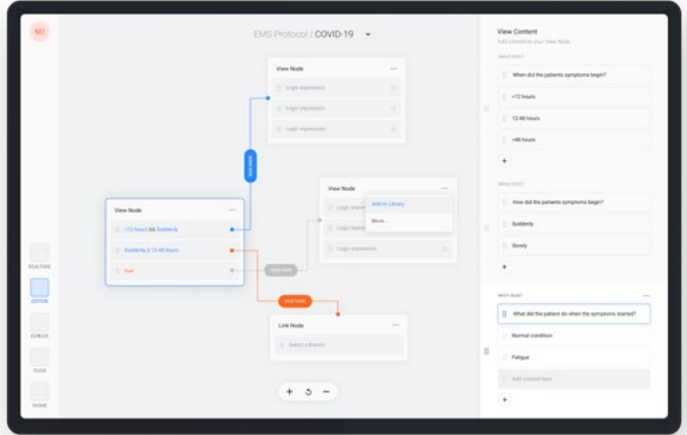 MJ
EMS Protocol / COVID-19
View Node
Logic expression
Logic expression
Logic expression
View Node
Logic expre
Logic expre
Logic expression
Add to Library
More...
View Node
<12 hours && Suddenly
Suddenly || 12-48 hours
true
Link Node
Select a Branch
REALTIME
EDITOR
TEAM
HOME
View Content
Add content to your View Node
SINGLE SELECT
When did the patients symptoms begin?
<12 hours
12-48 hours
>48 hours
+
SINGLE SELECT
How did the patients symptoms begin?
Suddenly
Slowly
+
MULTI SELECT
What did the patient do when the symptoms started?
Normal condition
Fatigue
Add content here
+